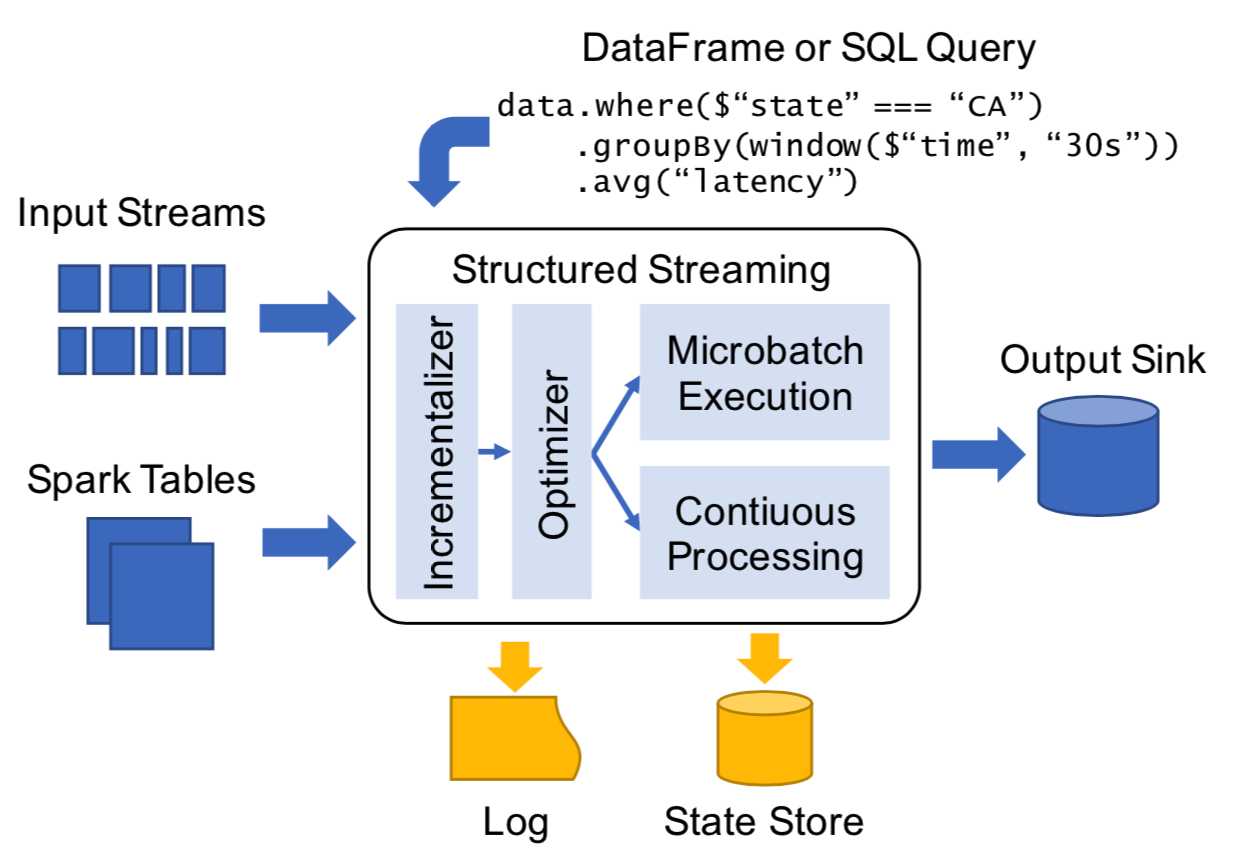 DataFrame or SQL Query
data.where($“state” === “CA”)
.groupBy(window($“time”, “30s”))
.avg(“latency”)
Input Streams
Structured Streaming
Incrementalizer
Optimizer
Microbatch
Execution
Contiuous
Processing
Output Sink
Spark Tables
Log
State Store